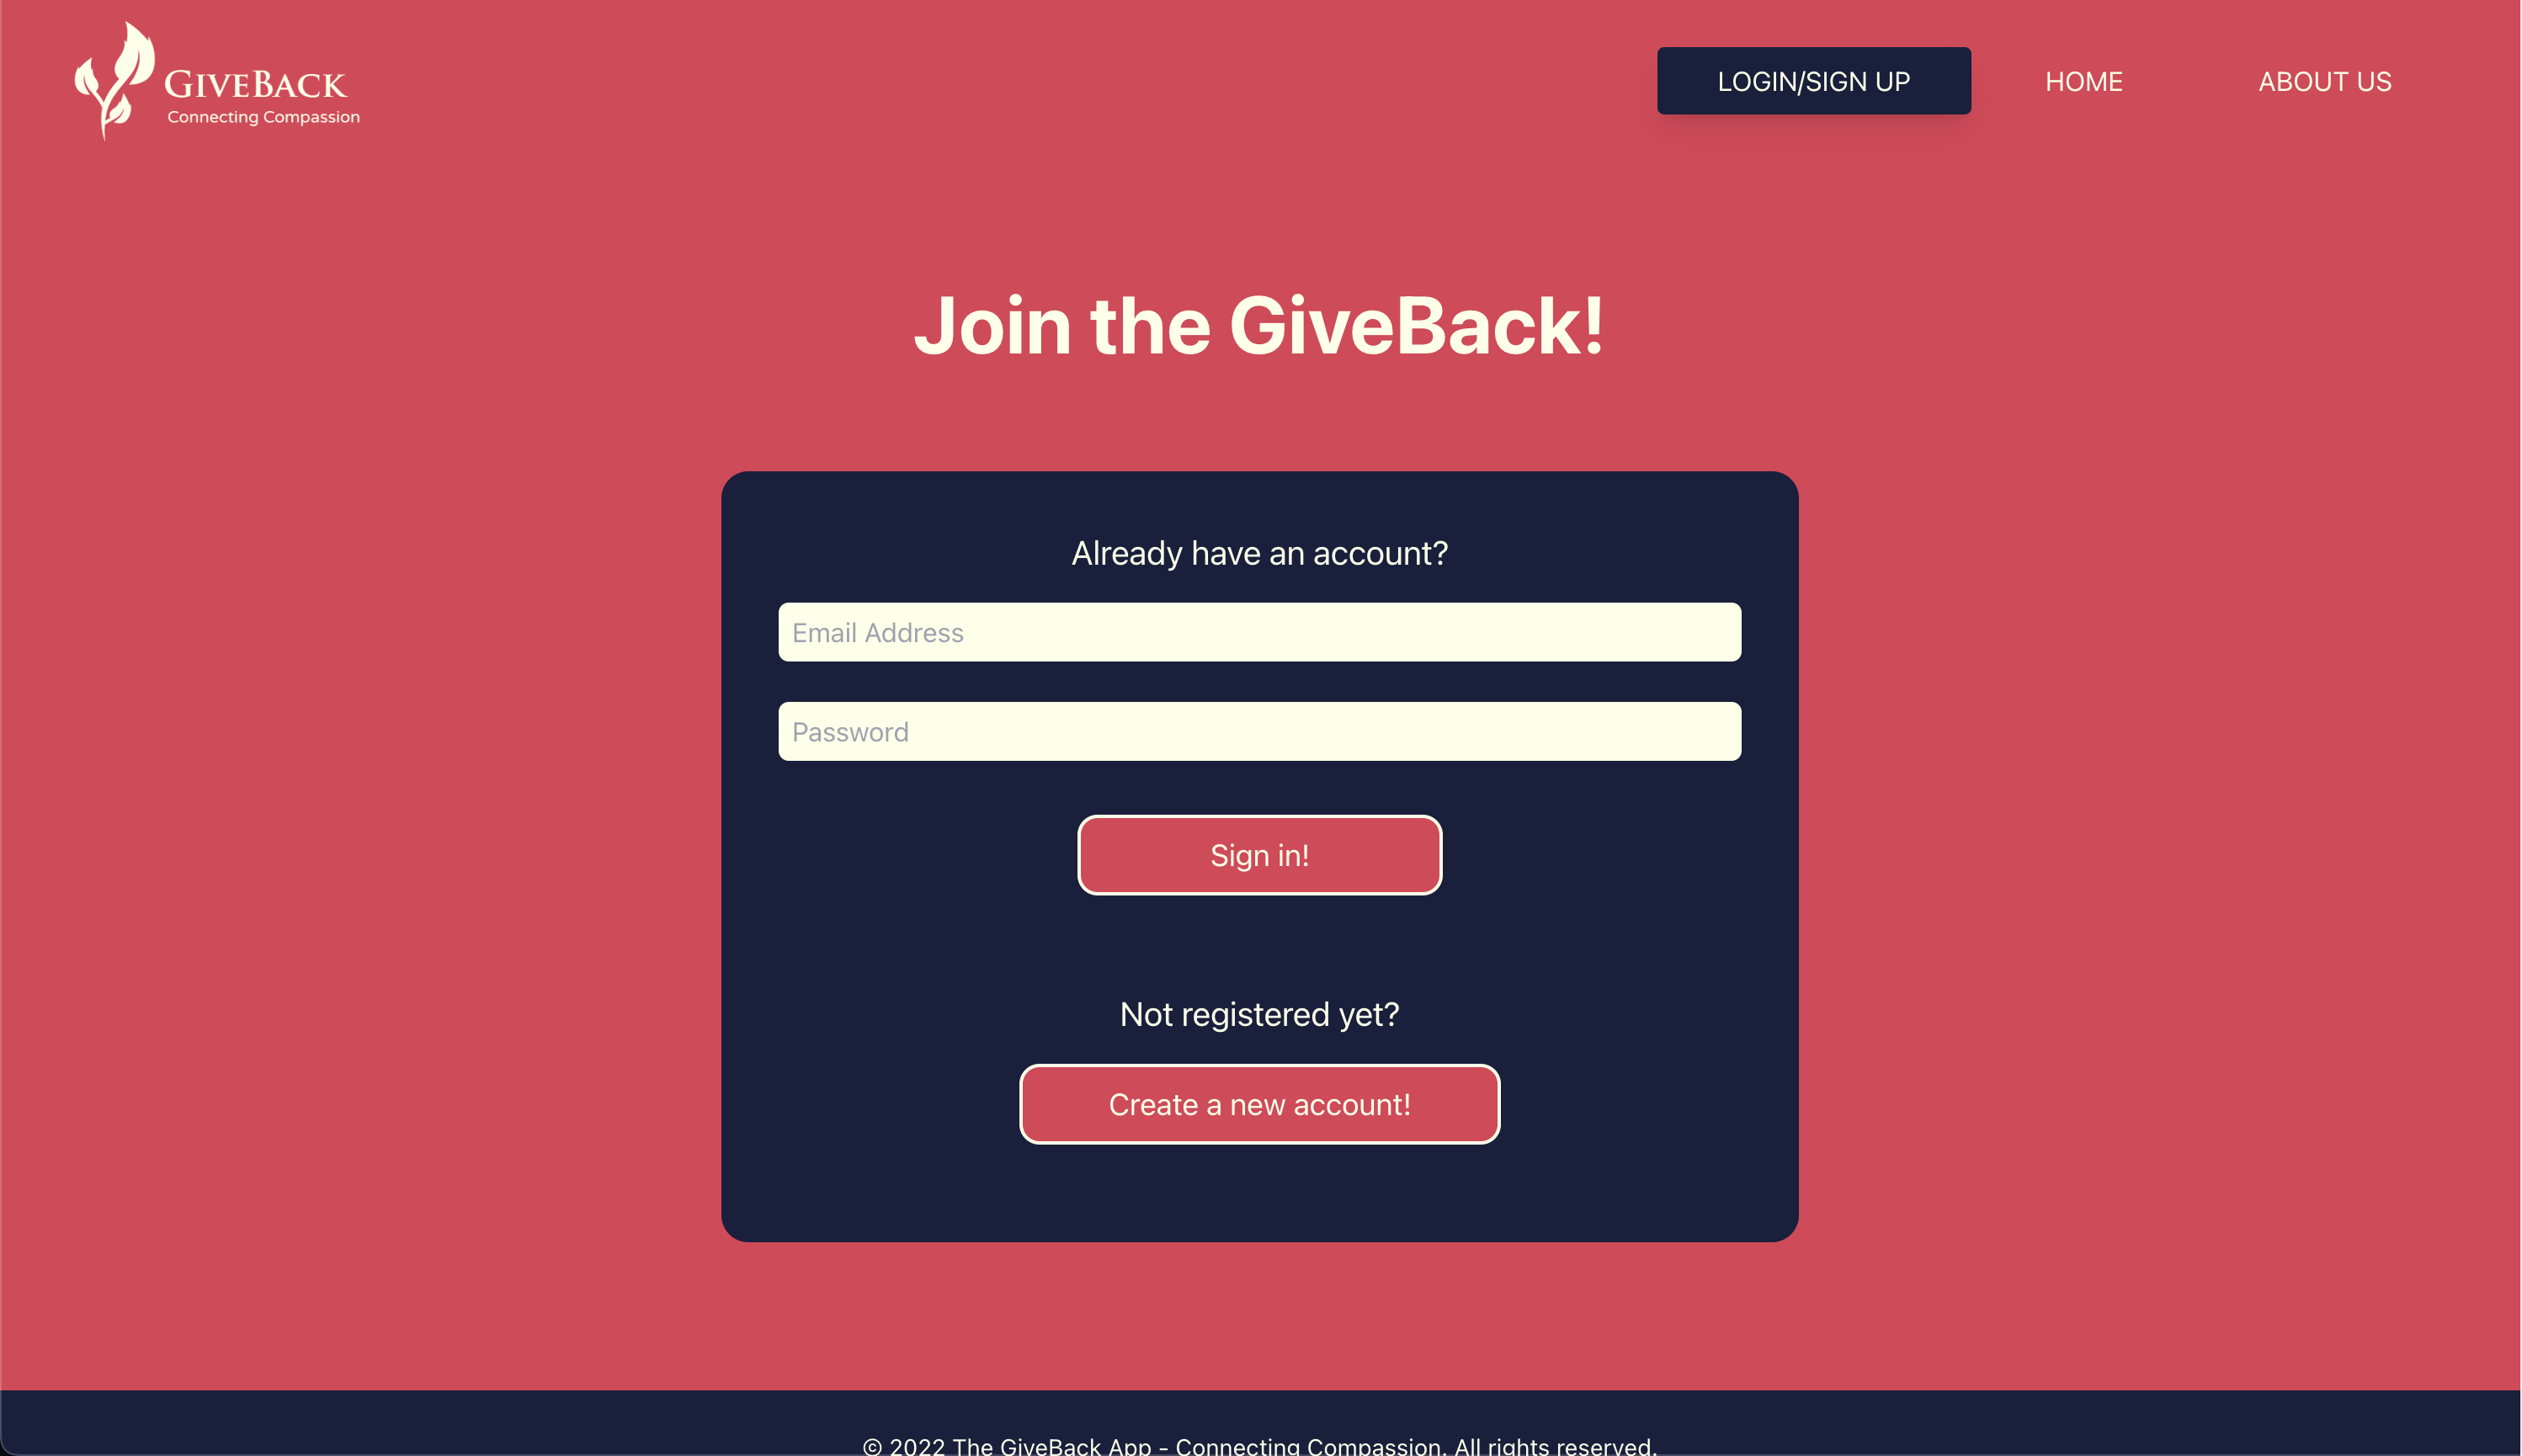 GIVEBACK
Connecting Compassion
LOGIN/SIGN UP
HOME
ABOUT US
Join the GiveBack!
Already have an account?
Email Address
Password
Sign in!
Not registered yet?
Create a new account!
© 2022 The GiveBack App - Connecting Compassion. All rights reserved.